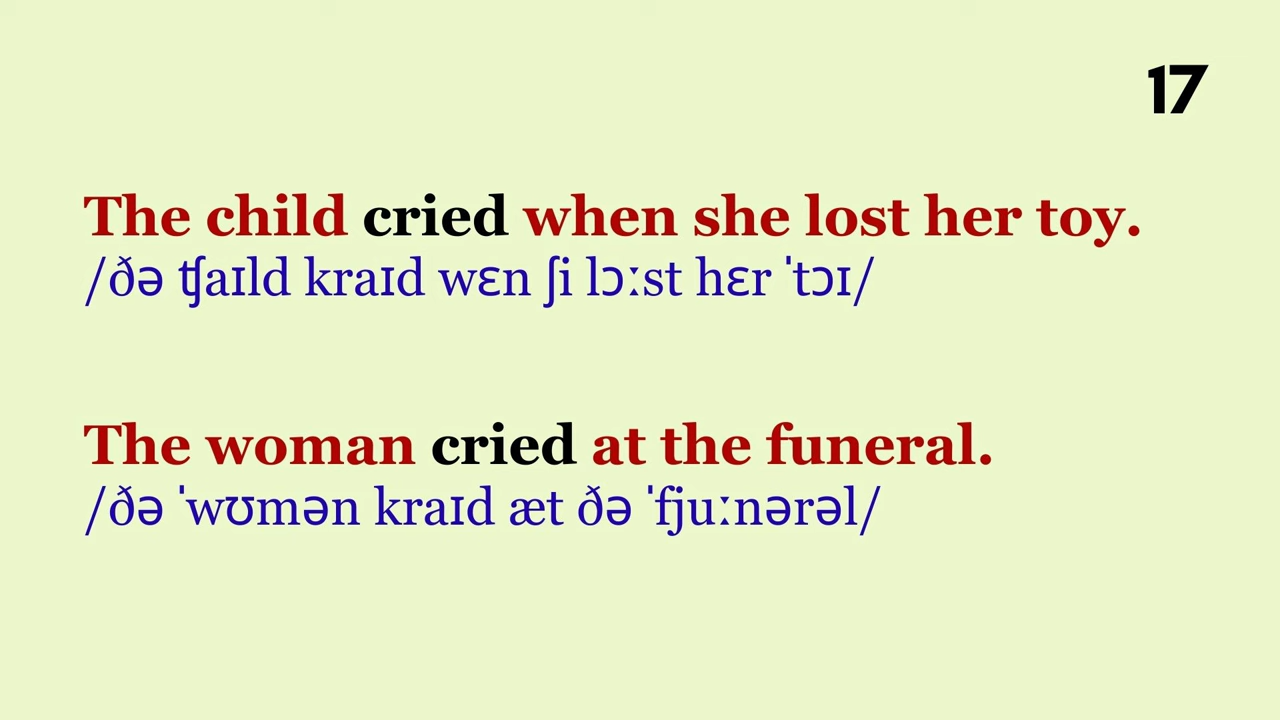 17
The child cried when she lost her toy.
/ðə ʧaɪld kraɪd wɛn ʃi lɔːst hɛr ˈtɔɪ/
The woman cried at the funeral.
/ðə ˈwʊmən kraɪd æt ðə ˈfjuːnərəl/